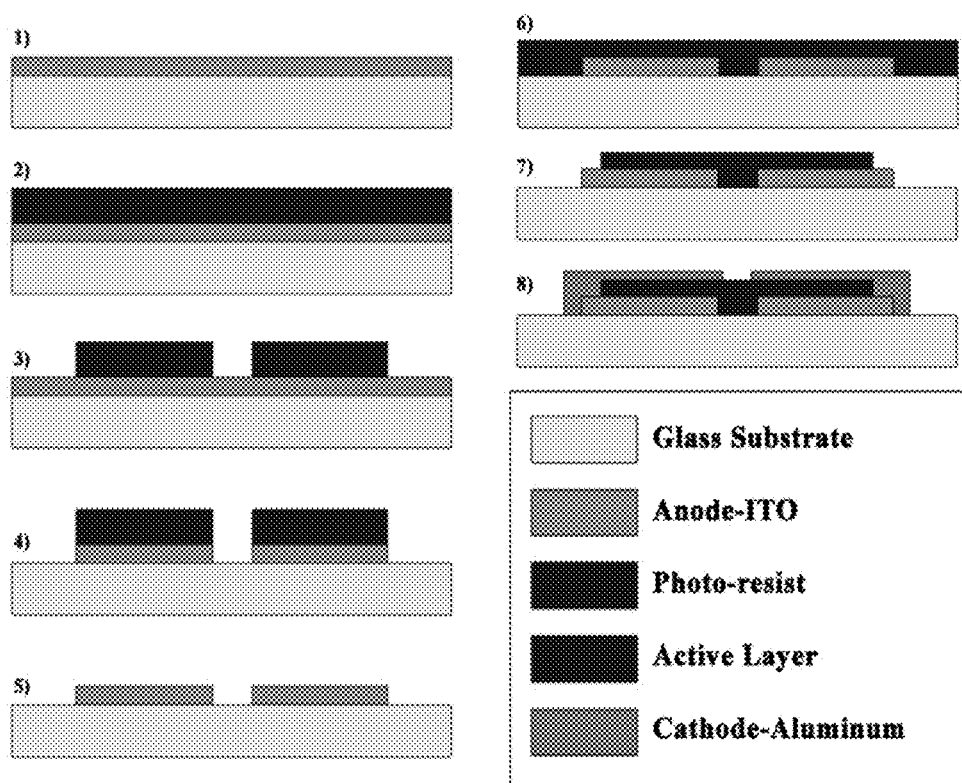 1)
2)
3)
4)
5)
6)
7)
8)
Glass Substrate
Anode-ITO
Photo-resist
Active Layer
Cathode-Aluminum